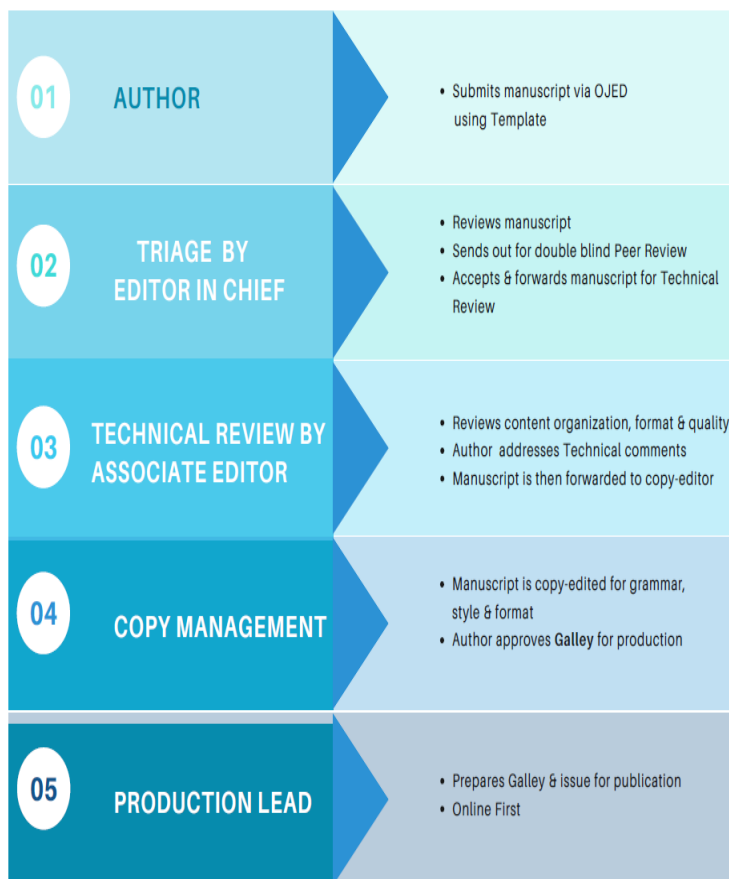 01
AUTHOR
• Submits manuscript via OJED
using Template
02
TRIAGE BY
EDITOR IN CHIEF
• Reviews manuscript
• Sends out for double blind Peer Review
• Accepts & forwards manuscript for Technical
Review
03
TECHNICAL REVIEW BY
ASSOCIATE EDITOR
• Reviews content organization, format & quality
• Author addresses Technical comments
• Manuscript is then forwarded to copy-editor
04
COPY MANAGEMENT
• Manuscript is copy-edited for grammar,
style & format
• Author approves Galley for production
05
PRODUCTION LEAD
• Prepares Galley & issue for publication
• Online First